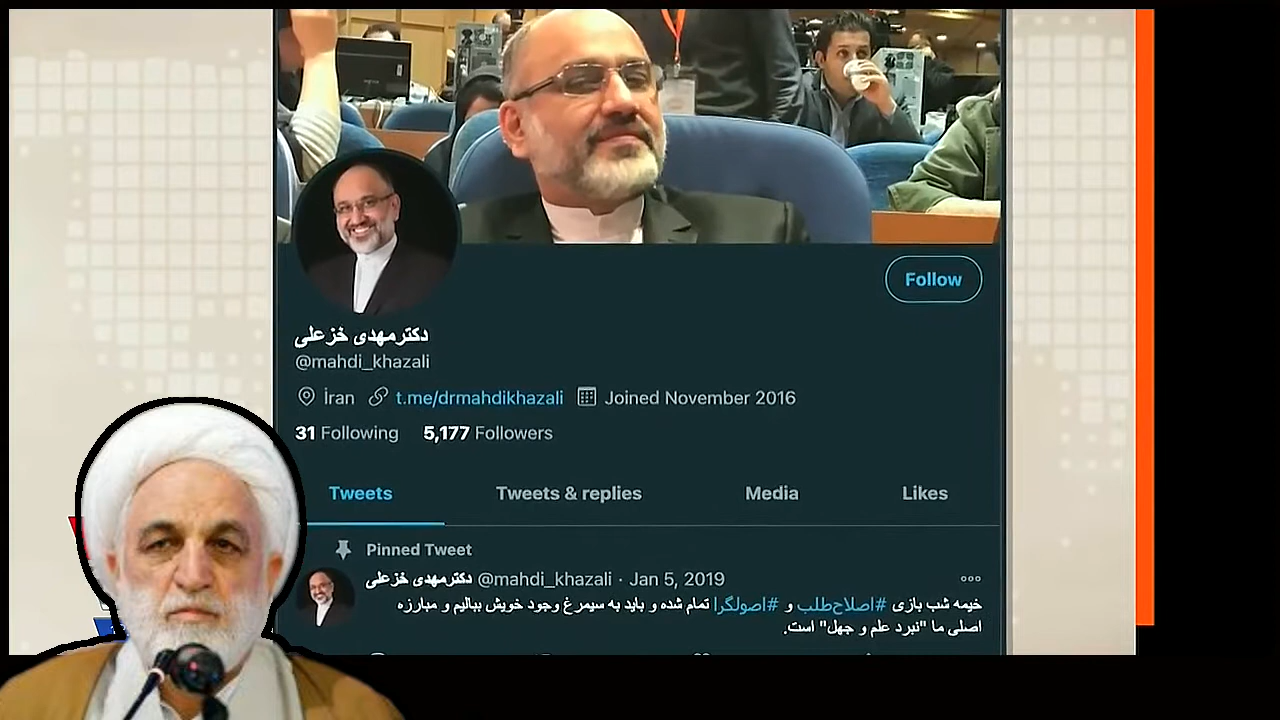 Follow
دکترمهدی خزعلی
@mahdi_khazali
İran t.me/drmahdikhazali Joined November 2016
31 Following 5,177 Followers
Tweets Tweets & replies Media Likes
Pinned Tweet
دکترمهدی خزعلی @mahdi_khazali · Jan 5, 2019
خیمه شب بازی #اصلاح‌طلب و #اصولگرا تمام شده و باید به سیمرغ وجود خویش ببالیم و مبارزه
اصلی ما "نبرد علم و جهل" است.